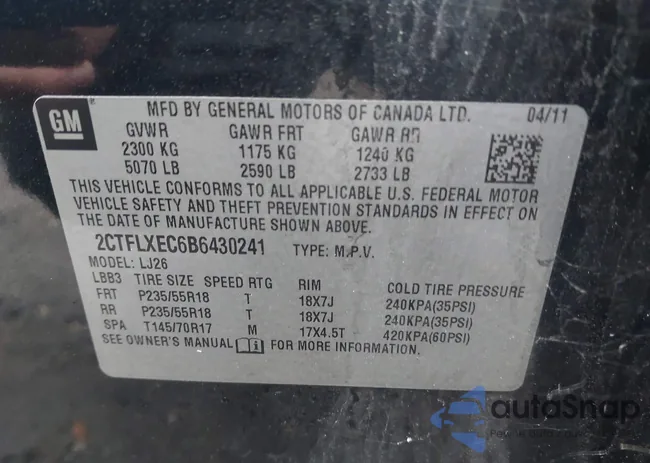 GM
MFD BY GENERAL MOTORS OF CANADA LTD. 04/11
GVWR GAWR FRT GAWR RR
2300 KG 1175 KG 1240 KG
5070 LB 2590 LB 2733 LB
THIS VEHICLE CONFORMS TO ALL APPLICABLE U.S. FEDERAL MOTOR
VEHICLE SAFETY AND THEFT PREVENTION STANDARDS IN EFFECT ON
THE DATE OF MANUFACTURE SHOWN ABOVE.
2CTFLXEC6B6430241 TYPE: M.P.V.
MODEL: LJ26
LBB3 TIRE SIZE SPEED RTG RIM COLD TIRE PRESSURE
FRT P235/55R18 T 18X7J 240KPA(35PSI)
RR P235/55R18 T 18X7J 240KPA(35PSI)
SPA T145/70R17 M 17X4.5T 420KPA(60PSI)
SEE OWNER'S MANUAL i FOR MORE INFORMATION.
autoSnap